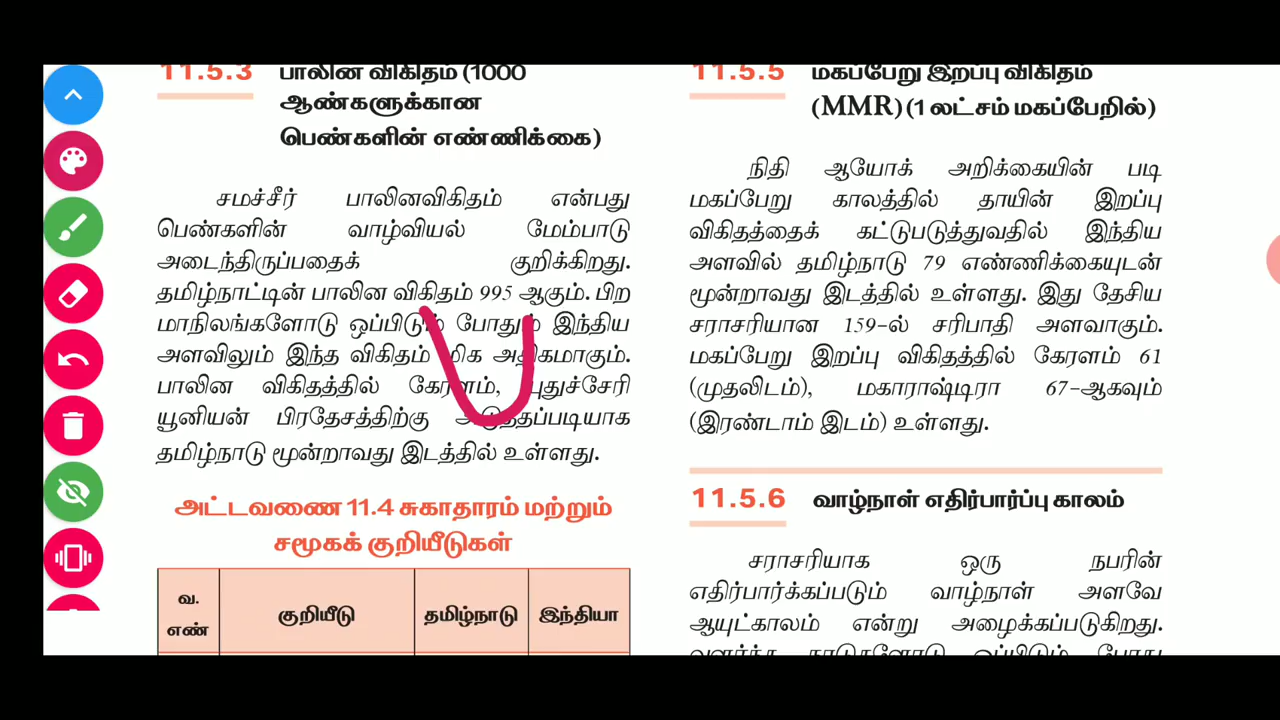 11.5.3 பாலின விகிதம் (1000
ஆண்களுக்கான
பெண்களின் எண்ணிக்கை)
சமச்சீர் பாலினவிகிதம் என்பது
பெண்களின் வாழ்வியல் மேம்பாடு
அடைந்திருப்பதைக் குறிக்கிறது.
தமிழ்நாட்டின் பாலின விகிதம் 995 ஆகும். பிற
மாநிலங்களோடு ஒப்பிடும் போதும் இந்திய
அளவிலும் இந்த விகிதம் மிக அதிகமாகும்.
பாலின விகிதத்தில் கேரளம், புதுச்சேரி
யூனியன் பிரதேசத்திற்கு அடுத்தப்படியாக
தமிழ்நாடு மூன்றாவது இடத்தில் உள்ளது.
அட்டவணை 11.4 சுகாதாரம் மற்றும்
சமூகக் குறியீடுகள்
வ.
எண்
குறியீடு
தமிழ்நாடு
இந்தியா
11.5.5 மகப்பேறு இறப்பு விகிதம்
(MMR) (1 லட்சம் மகப்பேறில்)
நிதி ஆயோக் அறிக்கையின் படி
மகப்பேறு காலத்தில் தாயின் இறப்பு
விகிதத்தைக் கட்டுபடுத்துவதில் இந்திய
அளவில் தமிழ்நாடு 79 எண்ணிக்கையுடன்
மூன்றாவது இடத்தில் உள்ளது. இது தேசிய
சராசரியான 159-ல் சரிபாதி அளவாகும்.
மகப்பேறு இறப்பு விகிதத்தில் கேரளம் 61
(முதலிடம்), மகாராஷ்டிரா 67-ஆகவும்
(இரண்டாம் இடம்) உள்ளது.
11.5.6 வாழ்நாள் எதிர்பார்ப்பு காலம்
சராசரியாக ஒரு நபரின்
எதிர்பார்க்கப்படும் வாழ்நாள் அளவே
ஆயுட்காலம் என்று அழைக்கப்படுகிறது.
வளர்ந்த நாடுகளோடு ஒப்பிடும் போது